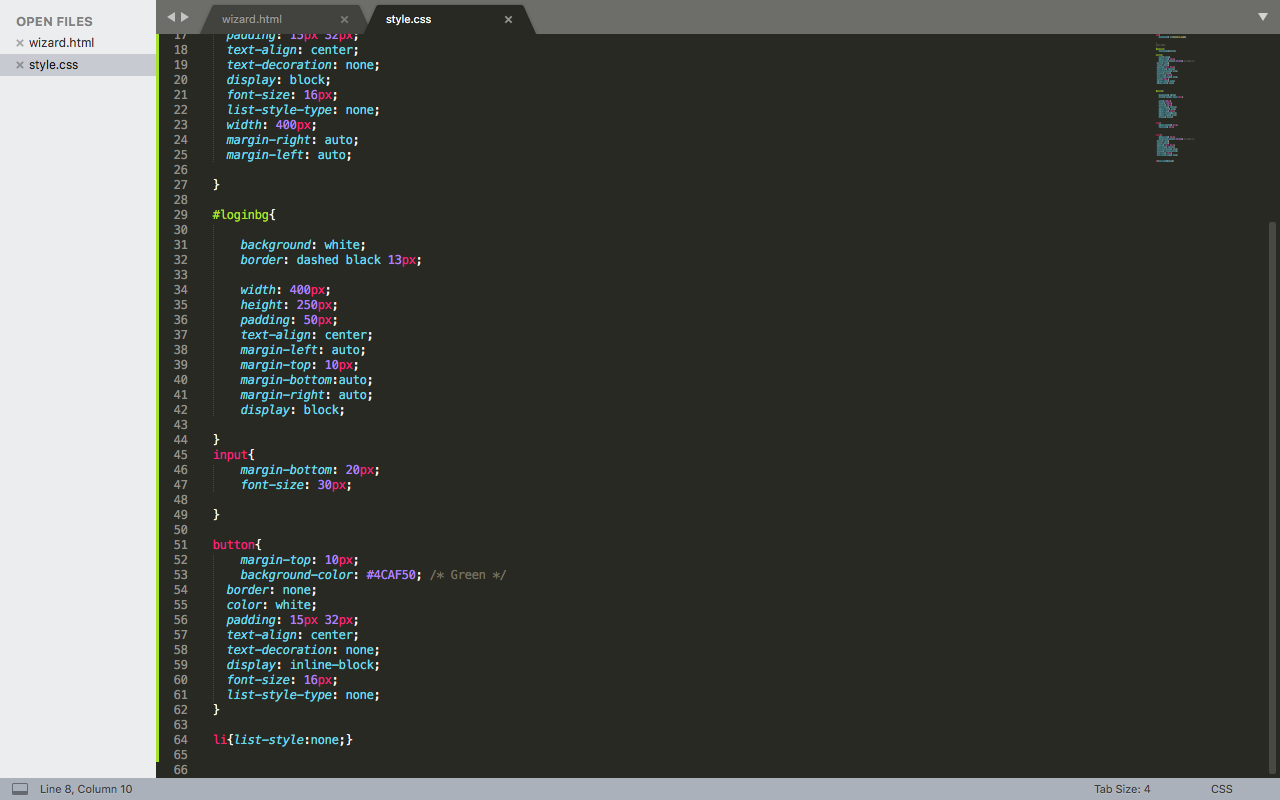 OPEN FILES
wizard.html
style.css
wizard.html
style.css
17 padding: 15px 32px;
18 text-align: center;
19 text-decoration: none;
20 display: block;
21 font-size: 16px;
22 list-style-type: none;
23 width: 400px;
24 margin-right: auto;
25 margin-left: auto;
26
27 }
28
29 #loginbg{
30
31 background: white;
32 border: dashed black 13px;
33
34 width: 400px;
35 height: 250px;
36 padding: 50px;
37 text-align: center;
38 margin-left: auto;
39 margin-top: 10px;
40 margin-bottom:auto;
41 margin-right: auto;
42 display: block;
43
44 }
45 input{
46 margin-bottom: 20px;
47 font-size: 30px;
48
49 }
50
51 button{
52 margin-top: 10px;
53 background-color: #4CAF50; /* Green */
54 border: none;
55 color: white;
56 padding: 15px 32px;
57 text-align: center;
58 text-decoration: none;
59 display: inline-block;
60 font-size: 16px;
61 list-style-type: none;
62 }
63
64 li{list-style:none;}
65
66
Line 8, Column 10
Tab Size: 4
CSS